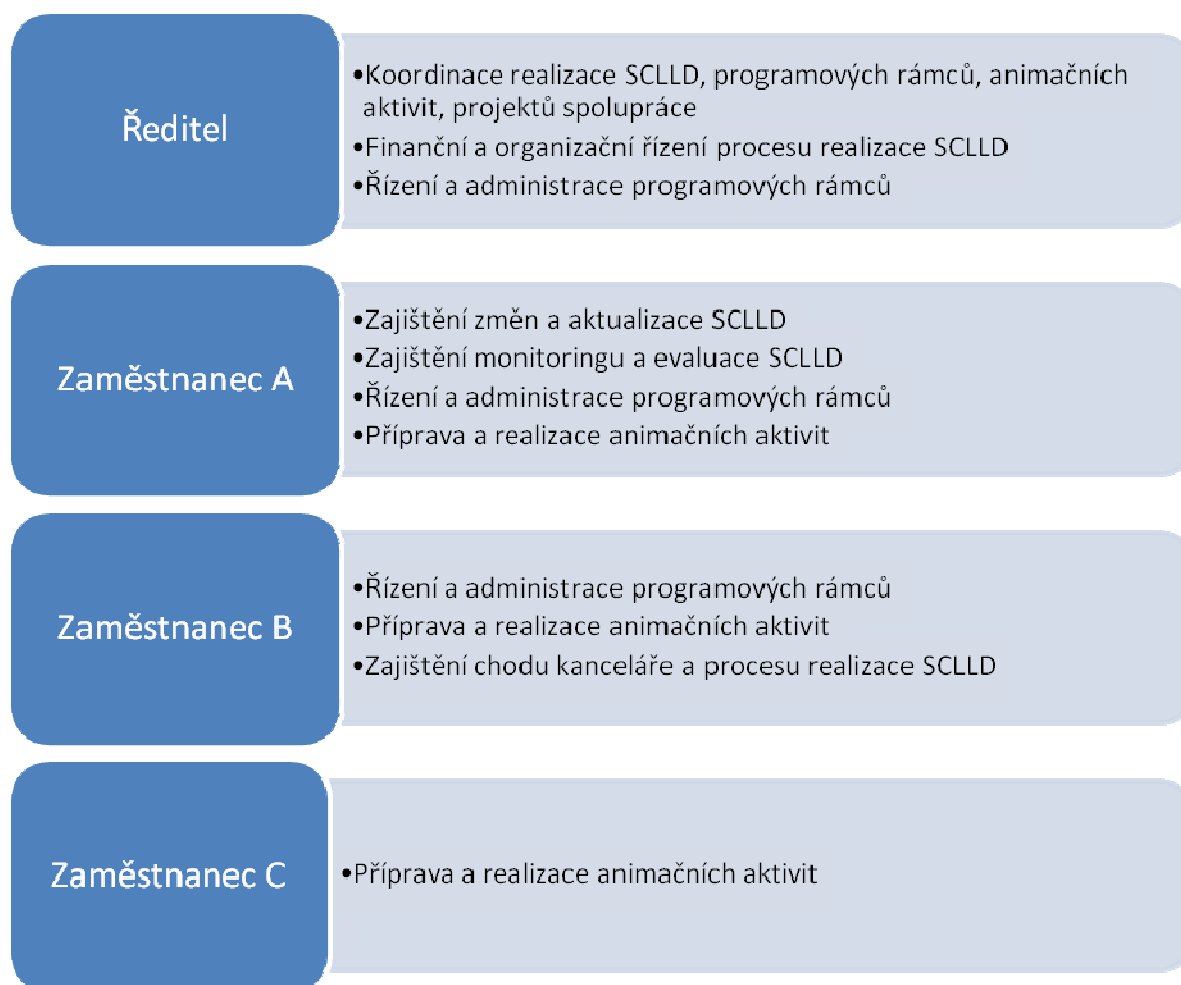 Ředitel
•Koordinace realizace SCLLD, programových rámců, animačních
aktivit, projektů spolupráce
•Finanční a organizační řízení procesu realizace SCLLD
•Řízení a administrace programových rámců
Zaměstnanec A
•Zajištění změn a aktualizace SCLLD
•Zajištění monitoringu a evaluace SCLLD
•Řízení a administrace programových rámců
•Příprava a realizace animačních aktivit
Zaměstnanec B
•Řízení a administrace programových rámců
•Příprava a realizace animačních aktivit
•Zajištění chodu kanceláře a procesu realizace SCLLD
Zaměstnanec C
•Příprava a realizace animačních aktivit